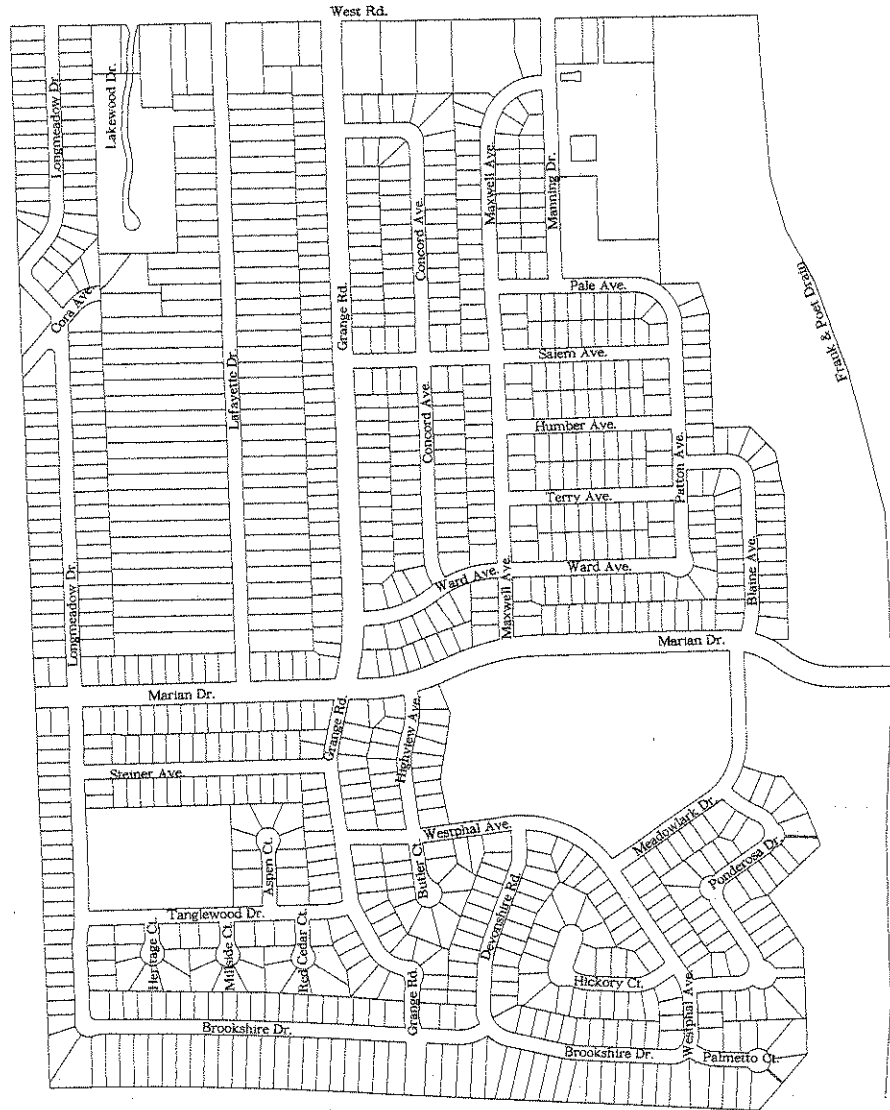 West Rd.
Longmeadow Dr.
Lakewood Dr.
Maxwell Ave.
Manning Dr.
Concord Ave.
Grange Rd.
Cora Ave.
Pale Ave.
Frank & Poet Drain
Lafayette Dr.
Salem Ave.
Concord Ave.
Humber Ave.
Patton Ave.
Terry Ave.
Ward Ave.
Ward Ave.
Maxwell Ave.
Blaine Ave.
Longmeadow Dr.
Marian Dr.
Marian Dr.
Grange Rd.
Highview Ave.
Steiner Ave.
Westphal Ave.
Meadowlark Dr.
Aspen Ct.
Butler Ct.
Ponderosa Dr.
Tanglewood Dr.
Devonshire Rd.
Heritage Ct.
Millside Ct.
Red Cedar Ct.
Hickory Ct.
Grange Rd.
Westphal Ave.
Brookshire Dr.
Brookshire Dr.
Palmetto Ct.